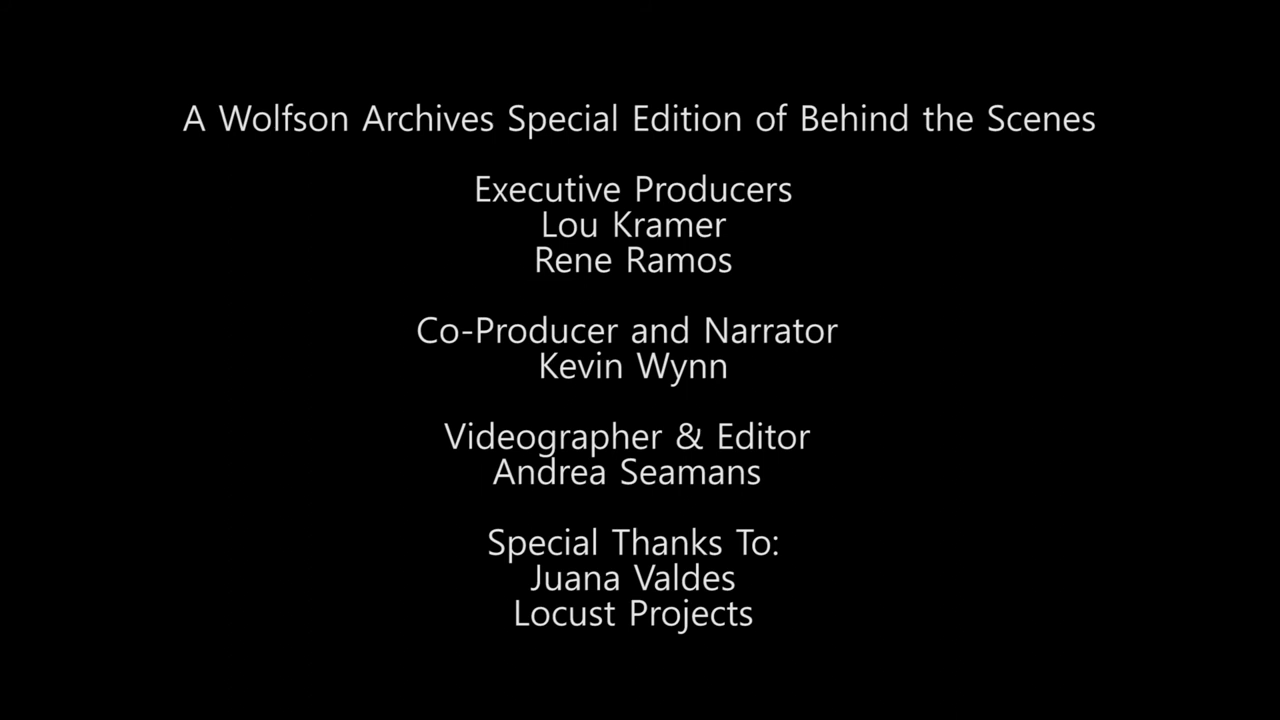 A Wolfson Archives Special Edition of Behind the Scenes
Executive Producers
Lou Kramer
Rene Ramos
Co-Producer and Narrator
Kevin Wynn
Videographer & Editor
Andrea Seamans
Special Thanks To:
Juana Valdes
Locust Projects